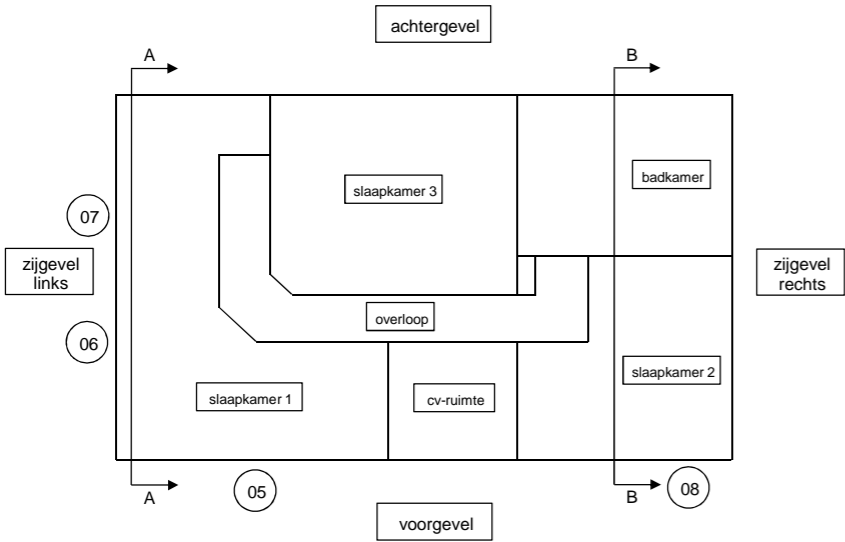 achtergevel
A
B
slaapkamer 3
badkamer
07
zijgevel
links
zijgevel
rechts
overloop
06
slaapkamer 1
cv-ruimte
slaapkamer 2
A
05
B
08
voorgevel